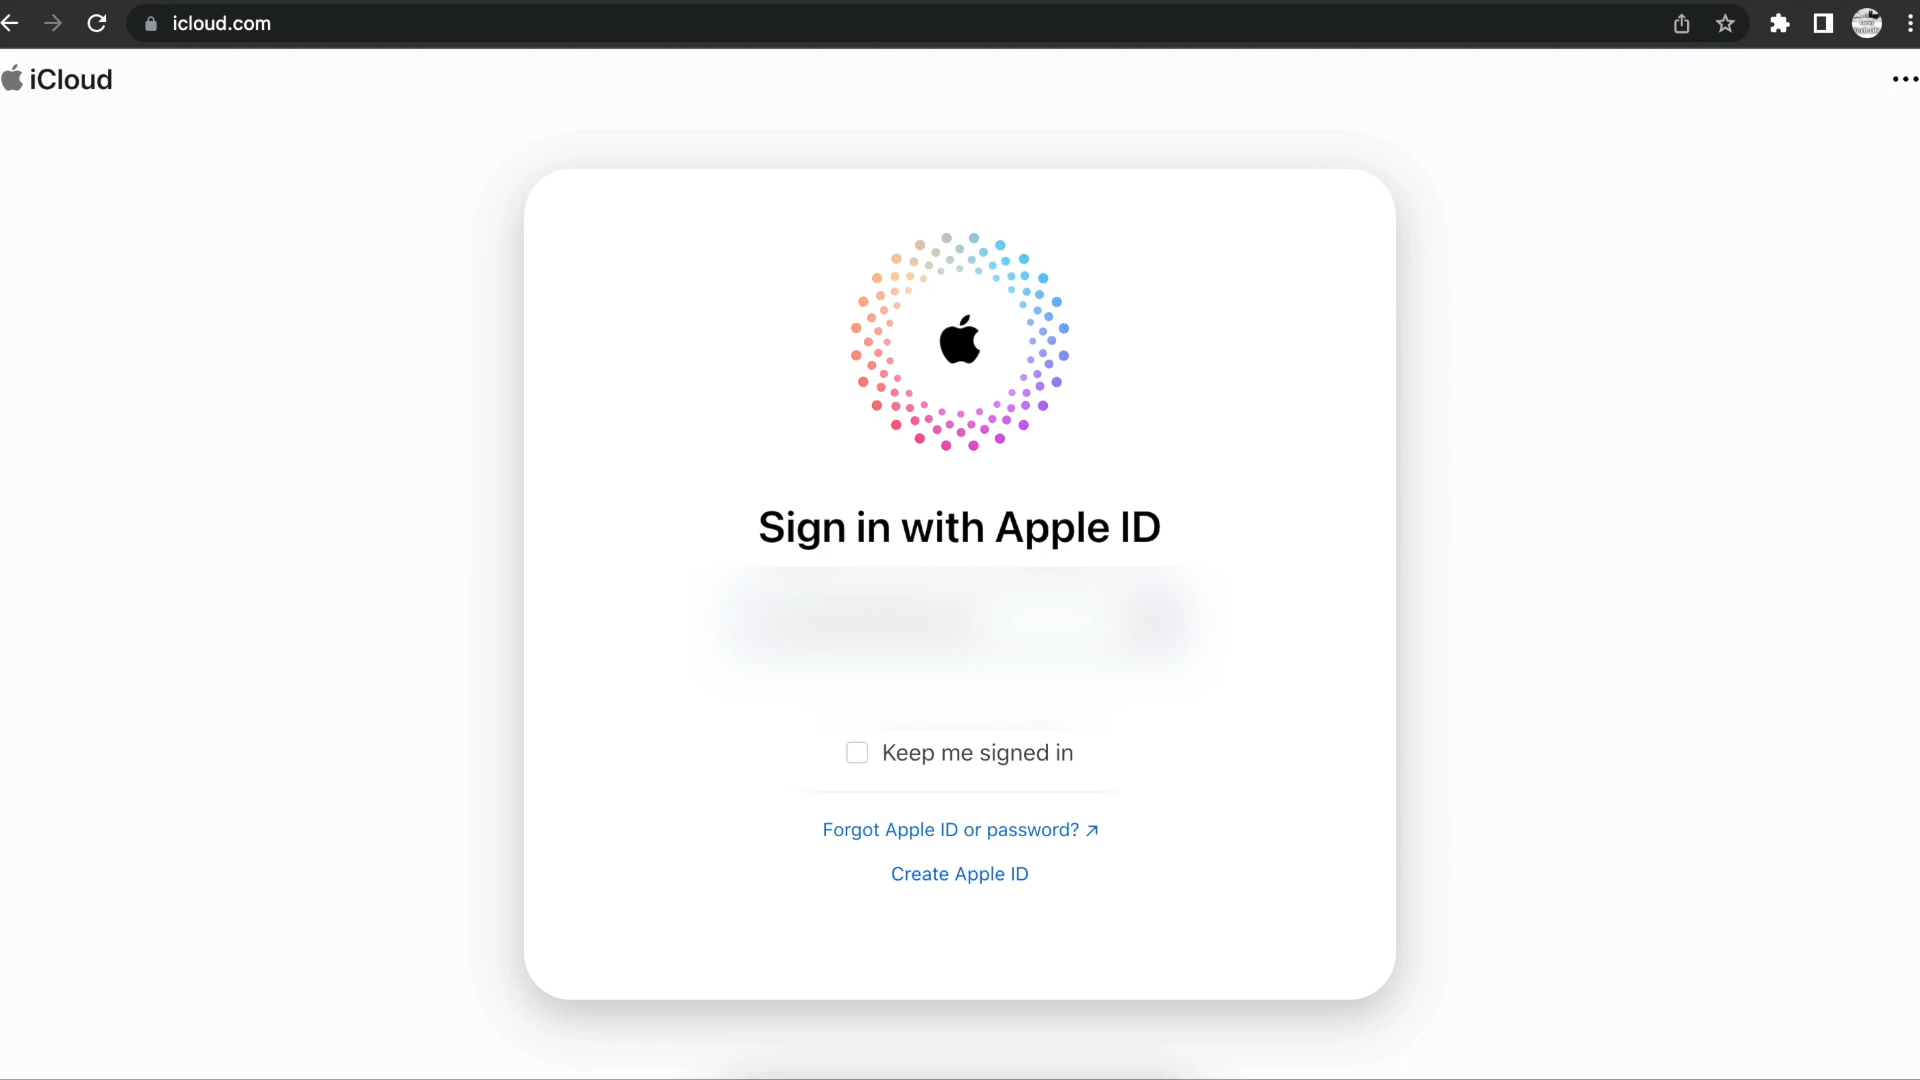 icloud.com
iCloud
Sign in with Apple ID
Keep me signed in
Forgot Apple ID or password? ↗
Create Apple ID